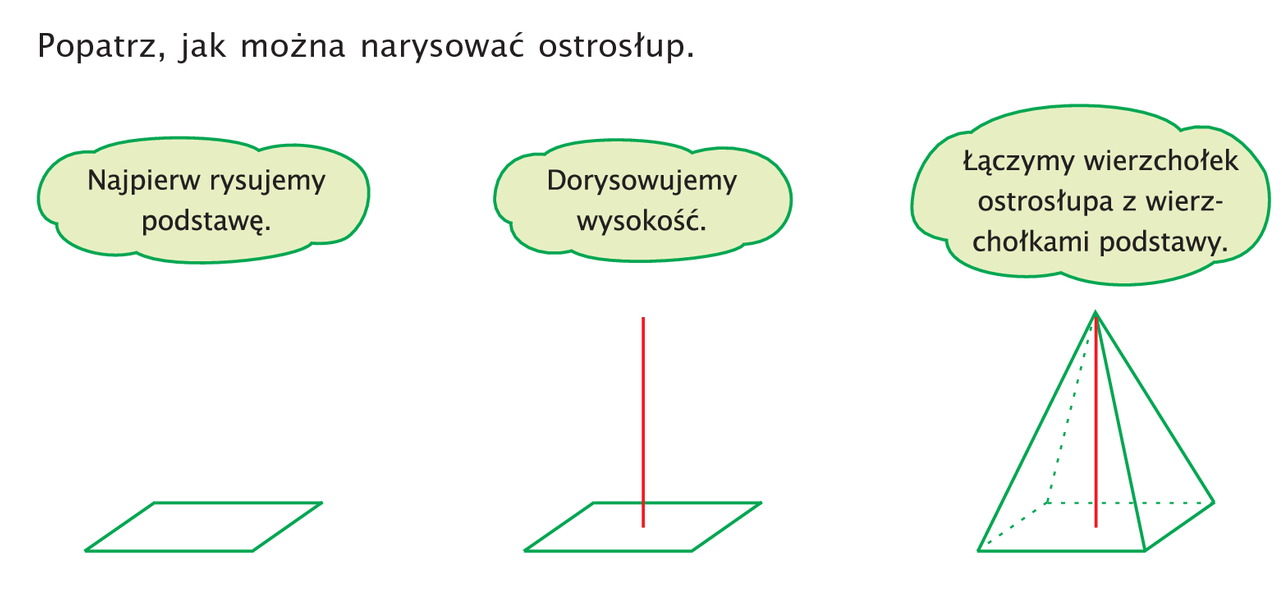 Popatrz, jak można narysować ostrosłup.
Najpierw rysujemy
podstawę.
Dorysowujemy
wysokość.
Łączymy wierzchołek
ostrosłupa z wierz-
chołkami podstawy.